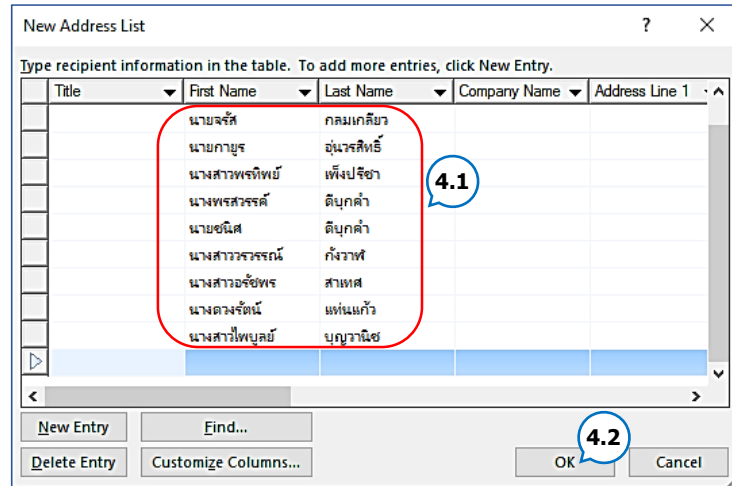 New Address List ? ×
Type recipient information in the table. To add more entries, click New Entry.
Title First Name Last Name Company Name Address Line 1
นายจรัส กลมเกลียว
นายกายูร อุ่นวรสิทธิ์
นางสาวพรทิพย์ เพ็งปรีชา
นางพรสวรรค์ ดีบุกคำ
นายชนิศ ดีบุกคำ
นางสาววรวรรณ์ กังวาฬ
นางสาวอรัชพร สาเทศ
นางดวงรัตน์ แท่นแก้ว
นางสาวไพบูลย์ บุญวานิช
4.1
New Entry Find...
4.2
Delete Entry Customize Columns... OK Cancel